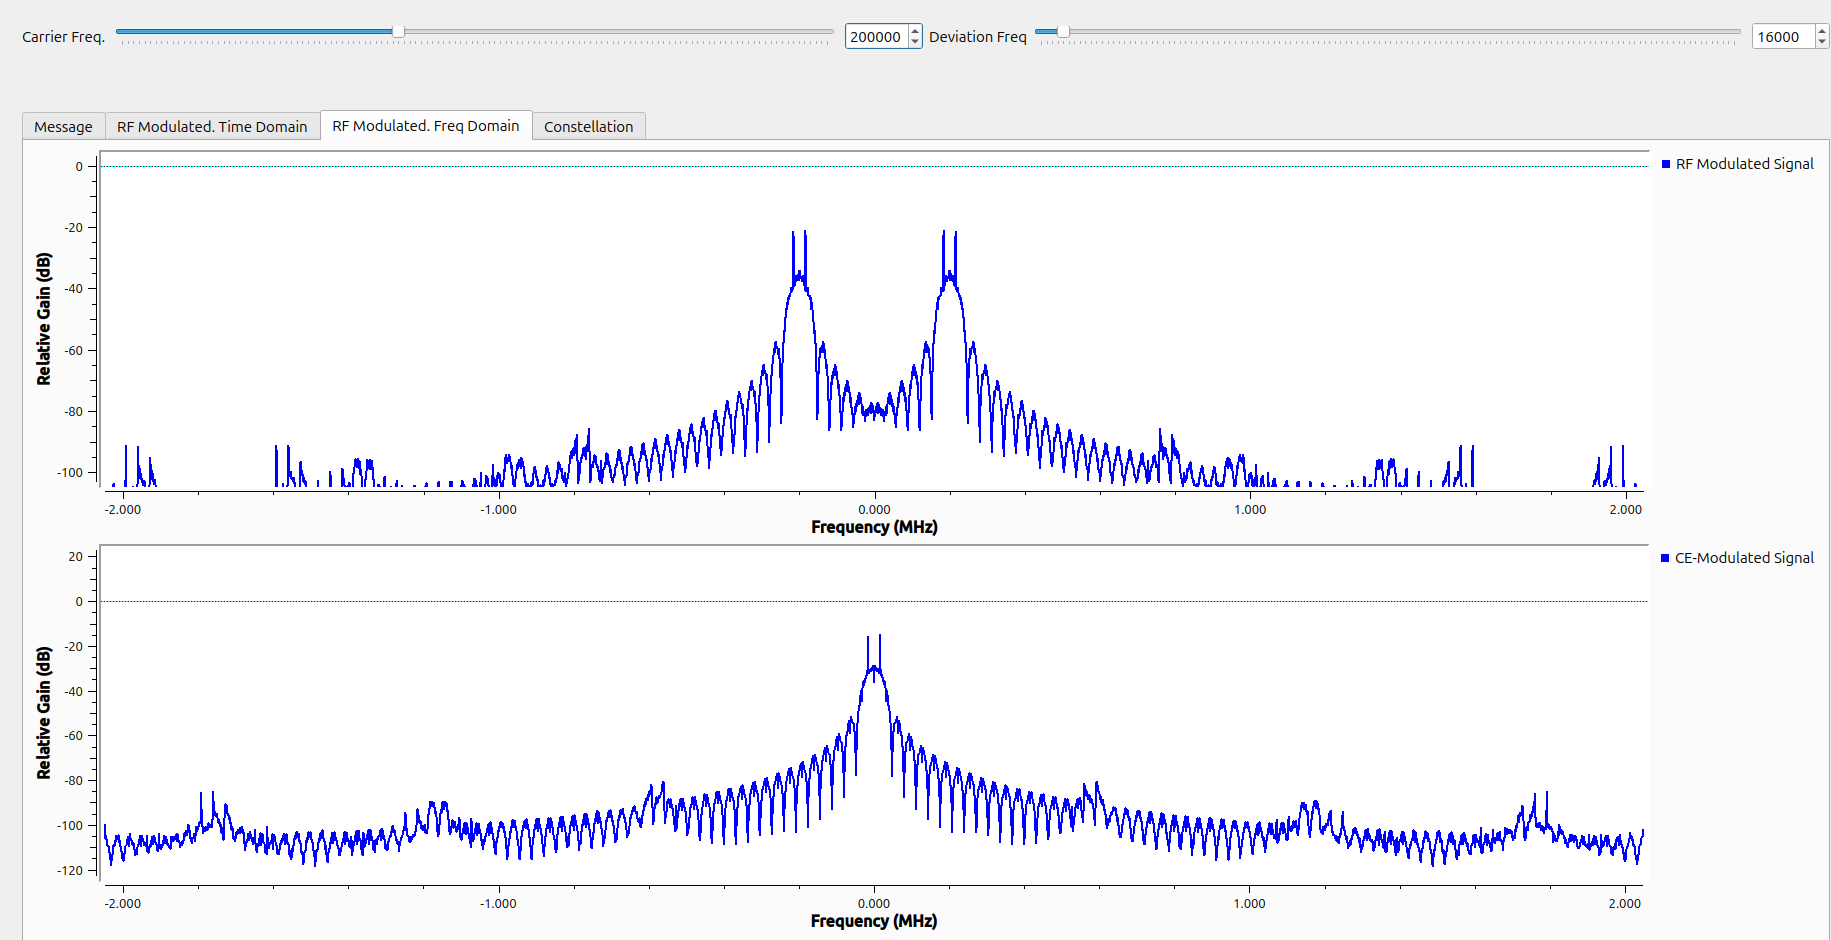 Carrier Freq. 200000 Deviation Freq 16000
Message RF Modulated. Time Domain RF Modulated. Freq Domain Constellation
0
-20
-40
-60
-80
-100
Relative Gain (dB)
-2.000 -1.000 0.000 1.000 2.000
Frequency (MHz)
RF Modulated Signal
20
0
-20
-40
-60
-80
-100
-120
Relative Gain (dB)
-2.000 -1.000 0.000 1.000 2.000
Frequency (MHz)
CE-Modulated Signal